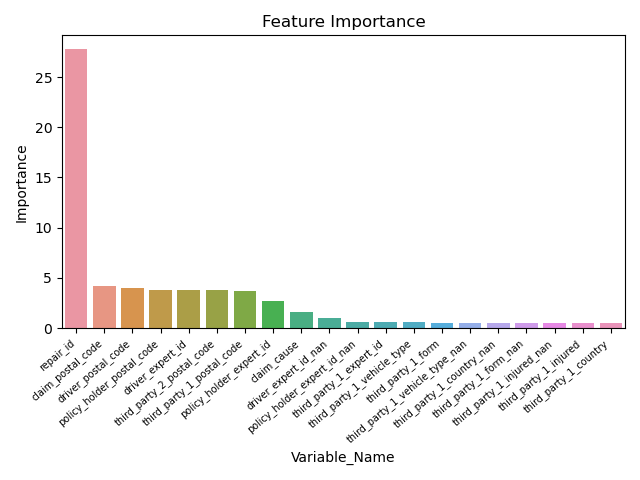 Feature Importance
25
20
15
10
5
0
Importance
repair_id
claim_postal_code
driver_postal_code
policy_holder_postal_code
driver_expert_id
third_party_2_postal_code
third_party_1_postal_code
policy_holder_expert_id
claim_cause
driver_expert_id_nan
policy_holder_expert_id_nan
third_party_1_expert_id
third_party_1_vehicle_type
third_party_1_form
third_party_1_vehicle_type_nan
third_party_1_country_nan
third_party_1_form_nan
third_party_1_injured_nan
third_party_1_injured
third_party_1_country
Variable_Name